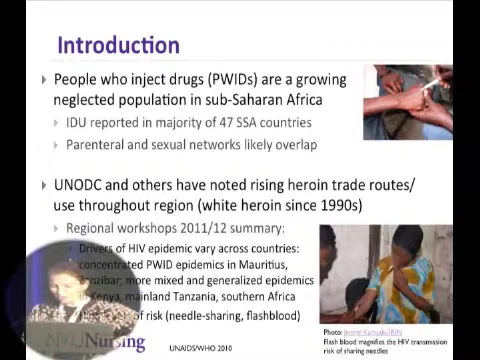 Introduction
People who inject drugs (PWIDs) are a growing
neglected population in sub-Saharan Africa
IDU reported in majority of 47 SSA countries
Parenteral and sexual networks likely overlap
UNODC and others have noted rising heroin trade routes/
use throughout region (white heroin since 1990s)
Regional workshops 2011/12 summary:
Drivers of HIV epidemic vary across countries:
concentrated PWID epidemics in Mauritius,
Zanzibar; more mixed and generalized epidemics
in Kenya, mainland Tanzania, southern Africa
of risk (needle-sharing, flashblood)
NYU Nursing
UNAIDS/WHO 2010
Photo: Jimmy Kamude/IRIN
Flash blood magnifies the HIV transmission
risk of sharing needles